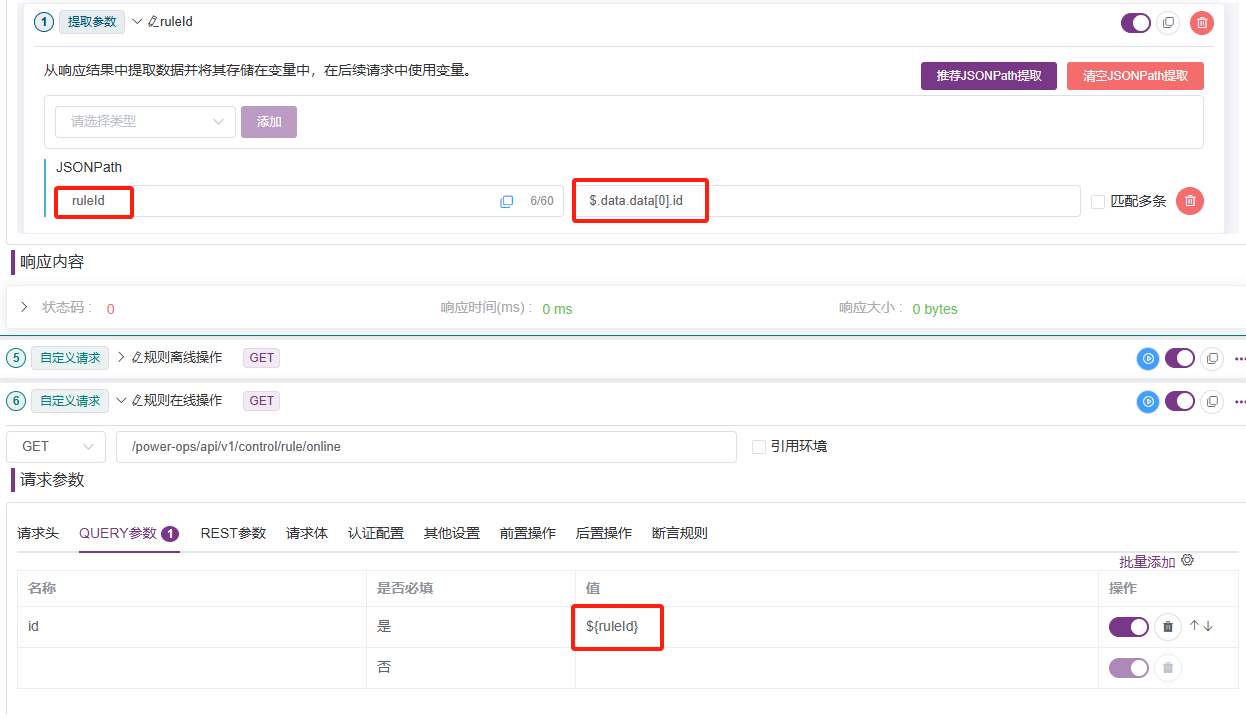 1 提取参数 ruleId
从响应结果中提取数据并将其存储在变量中，在后续请求中使用变量。
推荐JSONPath提取 清空JSONPath提取
请选择类型 添加
JSONPath
ruleId 6/60 $.data.data[0].id 匹配多条
响应内容
状态码： 0 响应时间(ms)： 0 ms 响应大小： 0 bytes
5 自定义请求 规则离线操作 GET
6 自定义请求 规则在线操作 GET
GET /power-ops/api/v1/control/rule/online 引用环境
请求参数
请求头 QUERY参数 1 REST参数 请求体 认证配置 其他设置 前置操作 后置操作 断言规则
批量添加
名称 是否必填 值 操作
id 是 ${ruleId}
否